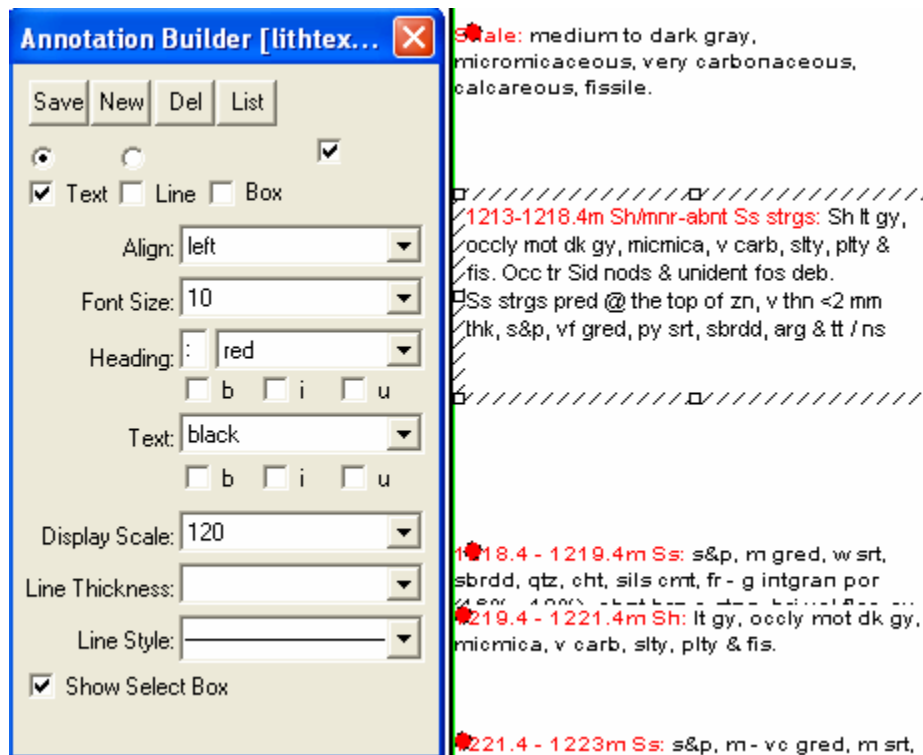 Annotation Builder [lithtex...
Save New Del List
Text Line Box
Align: left
Font Size: 10
Heading: : red
b i u
Text: black
b i u
Display Scale: 120
Line Thickness:
Line Style:
Show Select Box
Shale: medium to dark gray,
micromicaceous, very carbonaceous,
calcareous, fissile.
1213-1218.4m Sh/mnr-abnt Ss strgs: Sh lt gy,
occly mot dk gy, micmica, v carb, slty, plty &
fis. Occ tr Sid nods & unident fos deb.
Ss strgs pred @ the top of zn, v thn <2 mm
thk, s&p, vf gred, py srt, sbrdd, arg & tt / ns
1218.4 - 1219.4m Ss: s&p, m gred, w srt,
sbrdd, qtz, cht, sils cmt, fr - g intgran por
1219.4 - 1221.4m Sh: lt gy, occly mot dk gy,
micmica, v carb, slty, plty & fis.
1221.4 - 1223m Ss: s&p, m - vc gred, m srt,